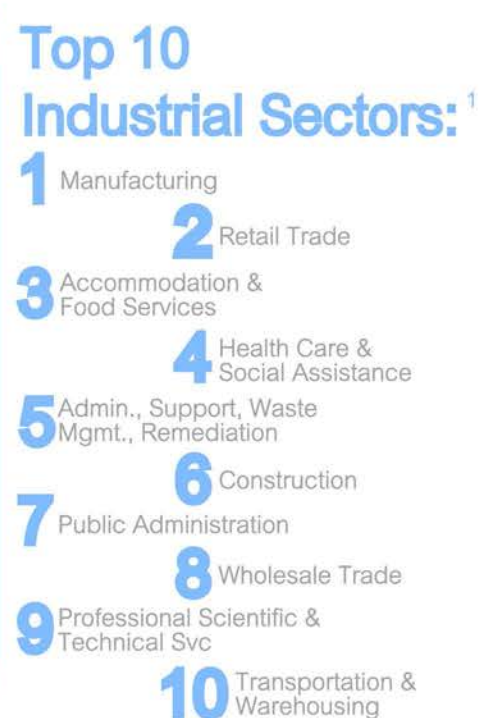 Top 10
Industrial Sectors: 1
1 Manufacturing
2 Retail Trade
3 Accommodation &
Food Services
4 Health Care &
Social Assistance
5 Admin., Support, Waste
Mgmt., Remediation
6 Construction
7 Public Administration
8 Wholesale Trade
9 Professional Scientific &
Technical Svc
10 Transportation &
Warehousing